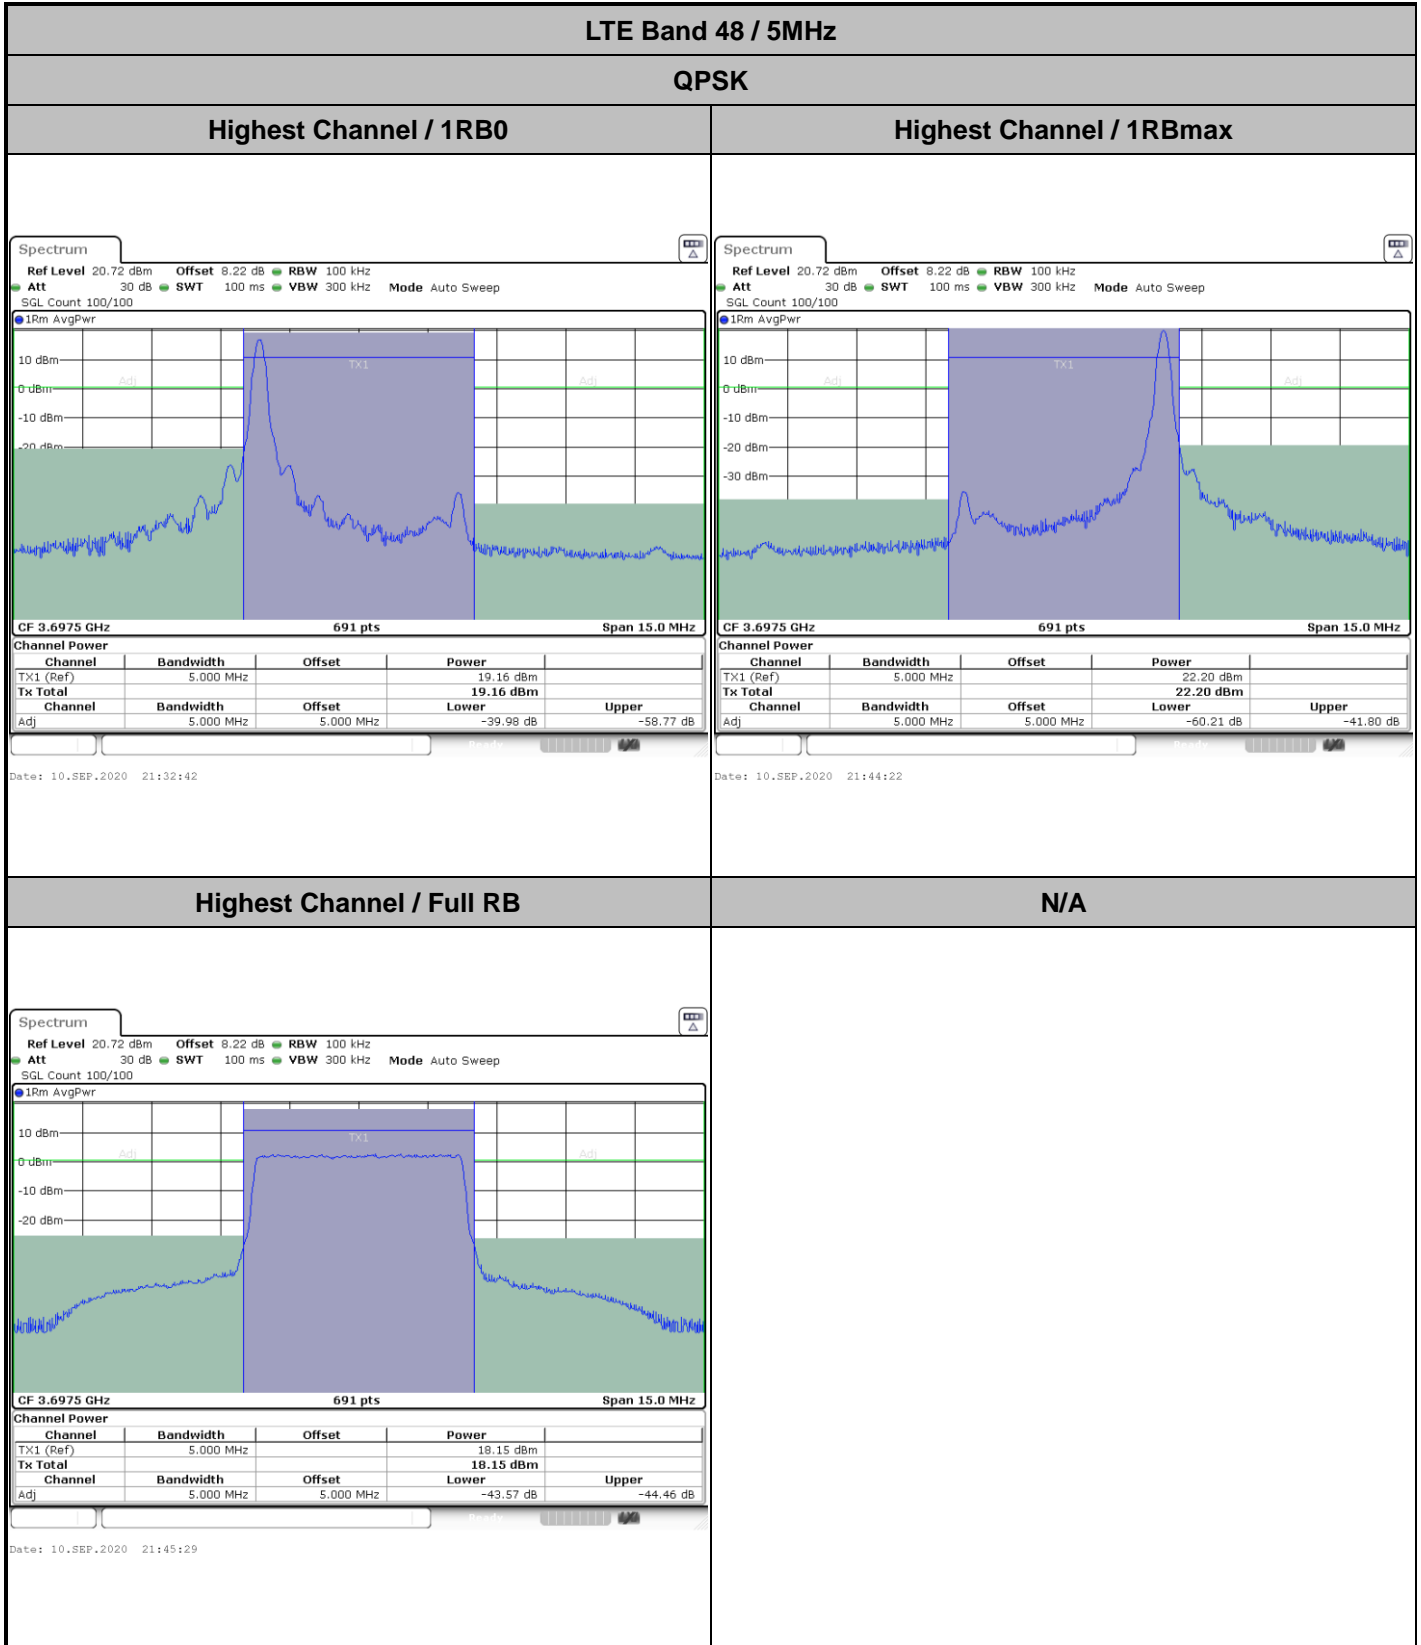 LTE Band 48 / 5MHz
QPSK
Highest Channel / 1RB0
Highest Channel / 1RBmax
Spectrum
Ref Level 20.72 dBm Offset 8.22 dB RBW 100 kHz
Att 30 dB SWT 100 ms VBW 300 kHz Mode Auto Sweep
SGL Count 100/100
1Rm AvgPwr
10 dBm
0 dBm
-10 dBm
-20 dBm
Adj
TX1
Adj
CF 3.6975 GHz 691 pts Span 15.0 MHz
Channel Power
Channel Bandwidth Offset Power
TX1 (Ref) 5.000 MHz 19.16 dBm
Tx Total 19.16 dBm
Channel Bandwidth Offset Lower Upper
Adj 5.000 MHz 5.000 MHz -39.98 dB -58.77 dB
Ready
Date: 10.SEP.2020 21:32:42
Spectrum
Ref Level 20.72 dBm Offset 8.22 dB RBW 100 kHz
Att 30 dB SWT 100 ms VBW 300 kHz Mode Auto Sweep
SGL Count 100/100
1Rm AvgPwr
10 dBm
0 dBm
-10 dBm
-20 dBm
-30 dBm
Adj
TX1
Adj
CF 3.6975 GHz 691 pts Span 15.0 MHz
Channel Power
Channel Bandwidth Offset Power
TX1 (Ref) 5.000 MHz 22.20 dBm
Tx Total 22.20 dBm
Channel Bandwidth Offset Lower Upper
Adj 5.000 MHz 5.000 MHz -60.21 dB -41.80 dB
Ready
Date: 10.SEP.2020 21:44:22
Highest Channel / Full RB
N/A
Spectrum
Ref Level 20.72 dBm Offset 8.22 dB RBW 100 kHz
Att 30 dB SWT 100 ms VBW 300 kHz Mode Auto Sweep
SGL Count 100/100
1Rm AvgPwr
10 dBm
0 dBm
-10 dBm
-20 dBm
Adj
TX1
Adj
CF 3.6975 GHz 691 pts Span 15.0 MHz
Channel Power
Channel Bandwidth Offset Power
TX1 (Ref) 5.000 MHz 18.15 dBm
Tx Total 18.15 dBm
Channel Bandwidth Offset Lower Upper
Adj 5.000 MHz 5.000 MHz -43.57 dB -44.46 dB
Ready
Date: 10.SEP.2020 21:45:29